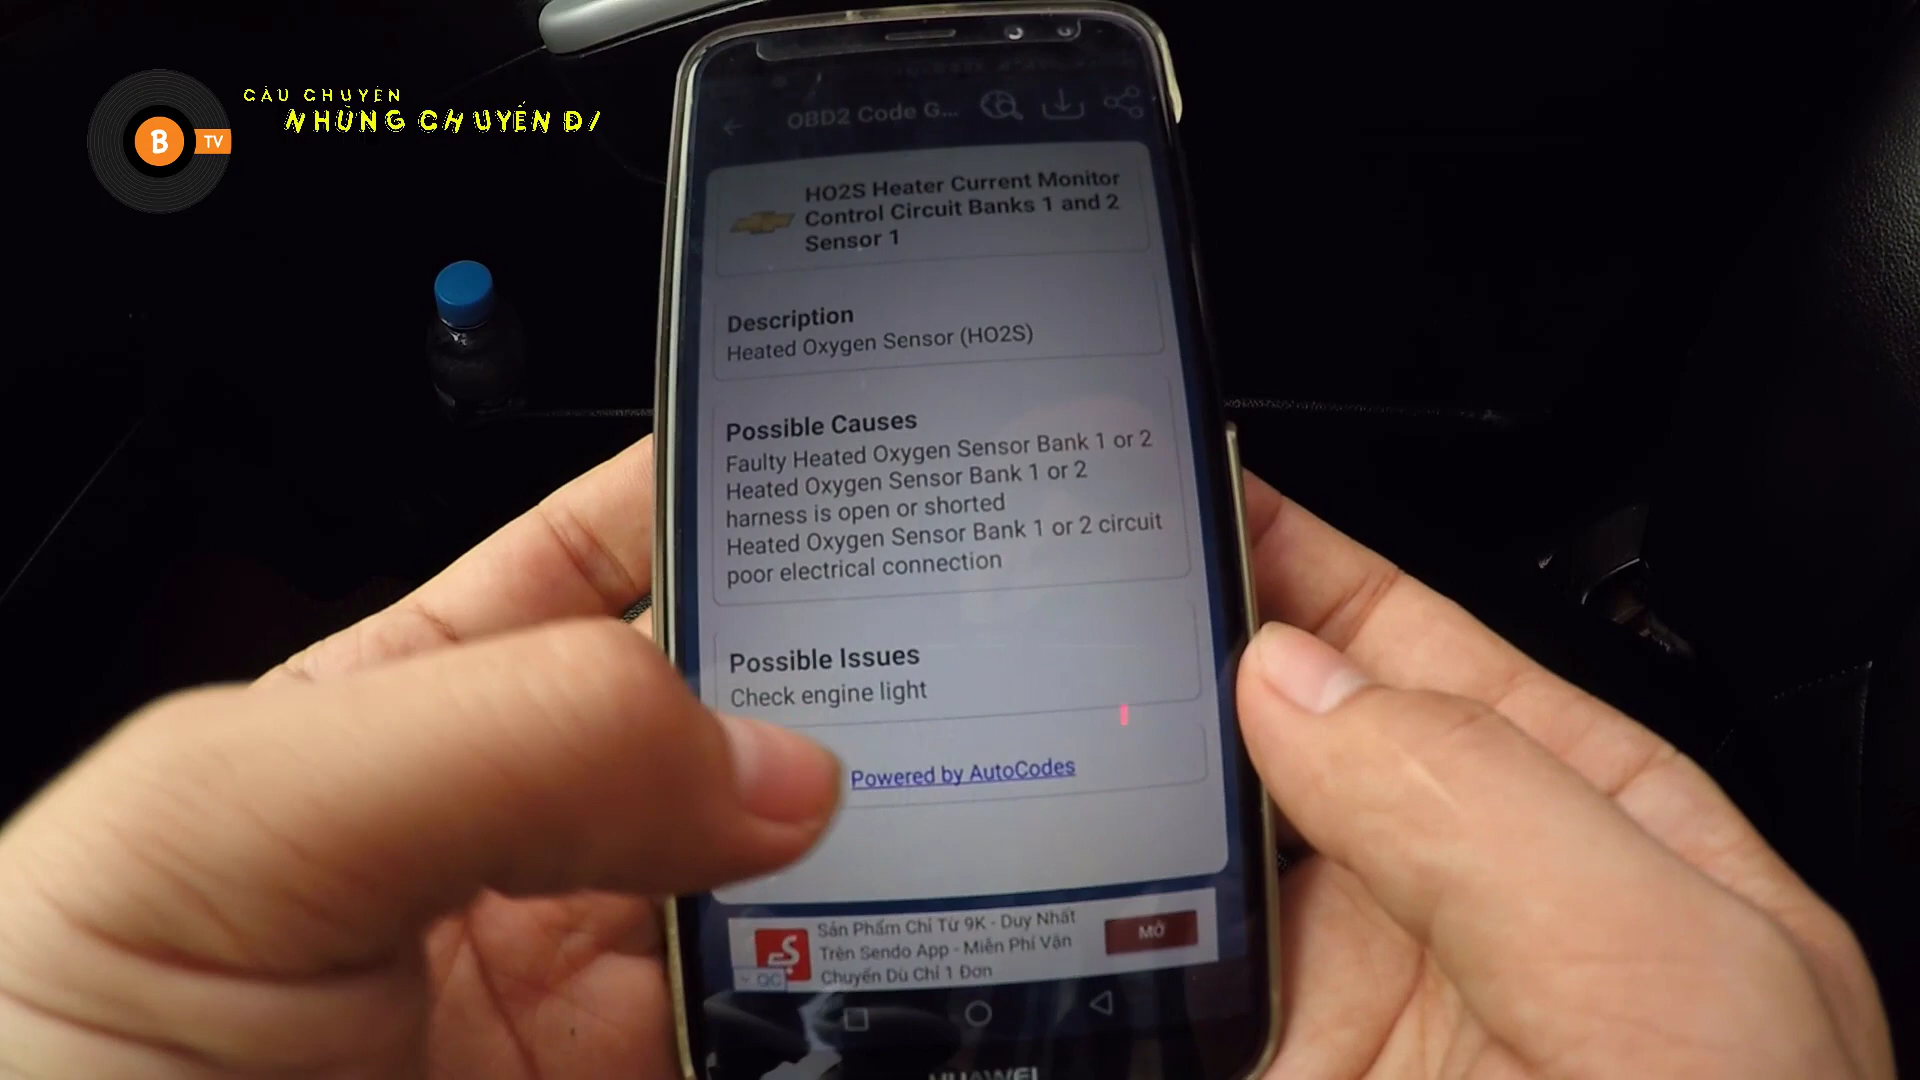 CÂU CHUYỆN
NHỮNG CHUYẾN ĐI
B TV
OBD2 Code G...
HO2S Heater Current Monitor
Control Circuit Banks 1 and 2
Sensor 1
Description
Heated Oxygen Sensor (HO2S)
Possible Causes
Faulty Heated Oxygen Sensor Bank 1 or 2
Heated Oxygen Sensor Bank 1 or 2
harness is open or shorted
Heated Oxygen Sensor Bank 1 or 2 circuit
poor electrical connection
Possible Issues
Check engine light
Powered by AutoCodes
Sản Phẩm Chỉ Từ 9K - Duy Nhất
Trên Sendo App - Miễn Phí Vận
Chuyển Dù Chỉ 1 Đơn
MỞ
QC
HUAWEI